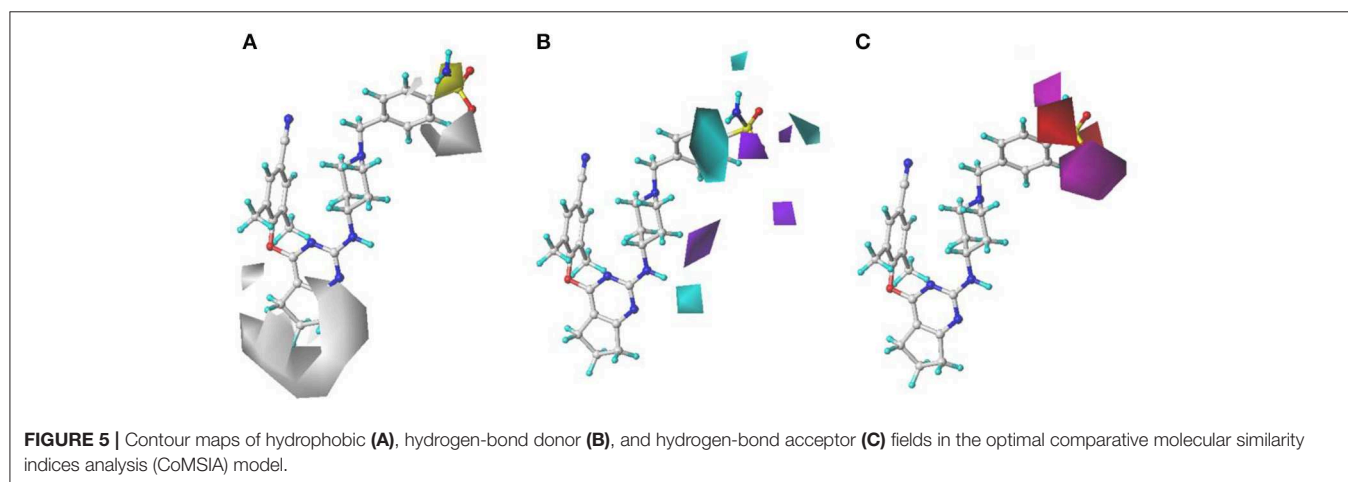 A B C
FIGURE 5 | Contour maps of hydrophobic (A), hydrogen-bond donor (B), and hydrogen-bond acceptor (C) fields in the optimal comparative molecular similarity
indices analysis (CoMSIA) model.